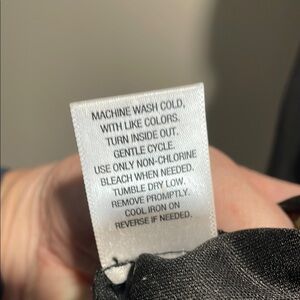 MACHINE WASH COLD,
WITH LIKE COLORS.
TURN INSIDE OUT.
GENTLE CYCLE.
USE ONLY NON-CHLORINE
BLEACH WHEN NEEDED.
TUMBLE DRY LOW.
REMOVE PROMPTLY.
COOL IRON ON
REVERSE IF NEEDED.